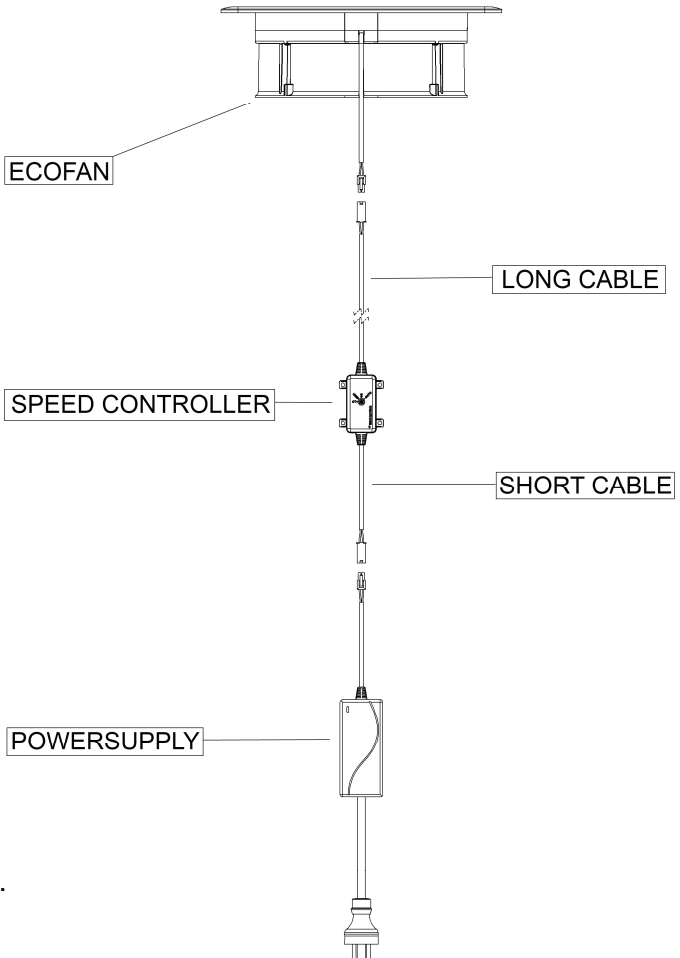 ECOFAN
LONG CABLE
SPEED CONTROLLER
SHORT CABLE
POWERSUPPLY
.